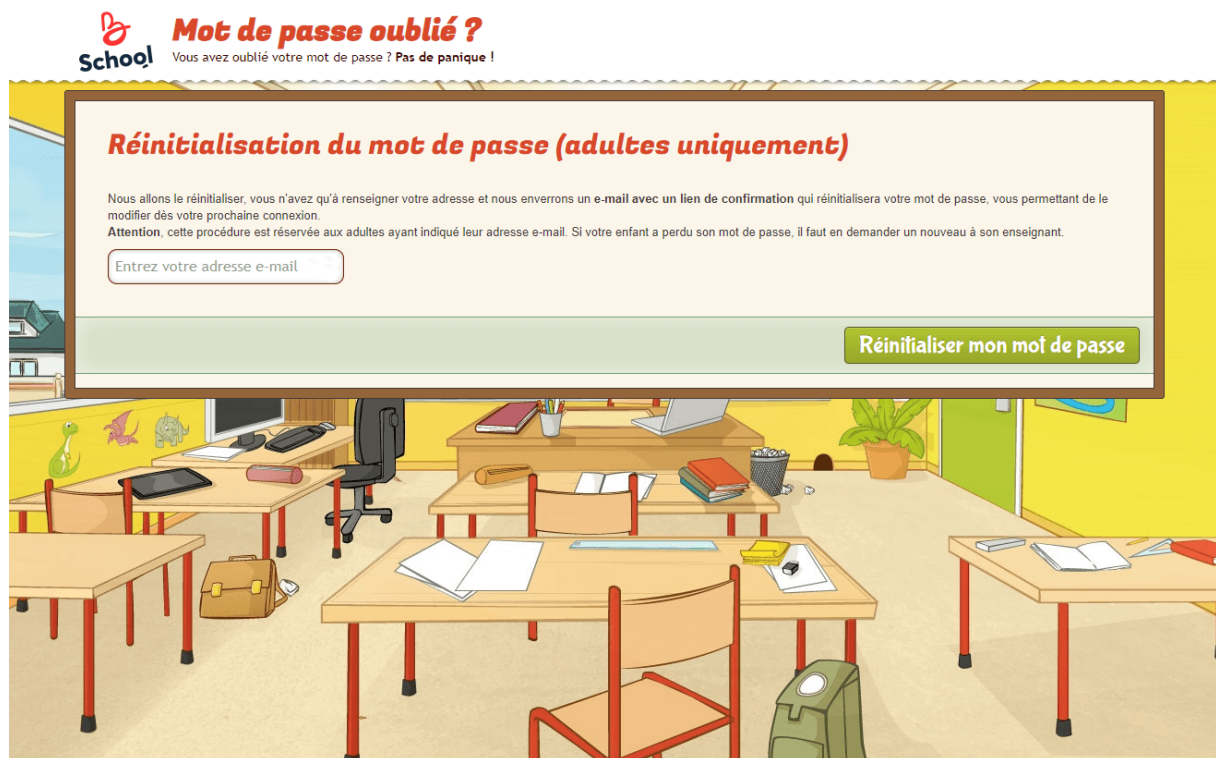 School
Mot de passe oublié ?
Vous avez oublié votre mot de passe ? Pas de panique !
Réinitialisation du mot de passe (adultes uniquement)
Nous allons le réinitialiser, vous n'avez qu'à renseigner votre adresse et nous enverrons un e-mail avec un lien de confirmation qui réinitialisera votre mot de passe, vous permettant de le
modifier dès votre prochaine connexion.
Attention, cette procédure est réservée aux adultes ayant indiqué leur adresse e-mail. Si votre enfant a perdu son mot de passe, il faut en demander un nouveau à son enseignant.
Entrez votre adresse e-mail
Réinitialiser mon mot de passe